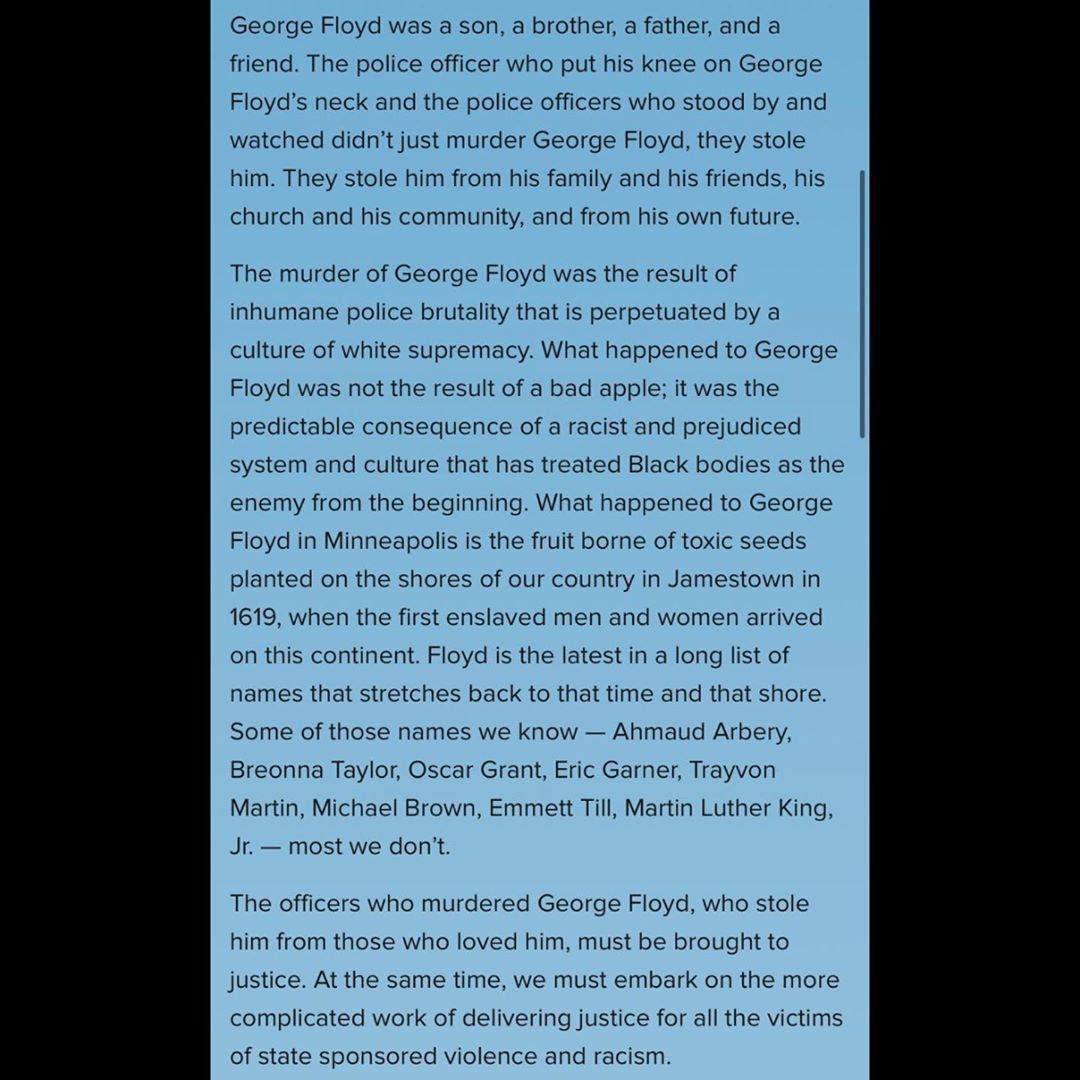 George Floyd was a son, a brother, a father, and a
friend. The police officer who put his knee on George
Floyd’s neck and the police officers who stood by and
watched didn’t just murder George Floyd, they stole
him. They stole him from his family and his friends, his
church and his community, and from his own future.
The murder of George Floyd was the result of
inhumane police brutality that is perpetuated by a
culture of white supremacy. What happened to George
Floyd was not the result of a bad apple; it was the
predictable consequence of a racist and prejudiced
system and culture that has treated Black bodies as the
enemy from the beginning. What happened to George
Floyd in Minneapolis is the fruit borne of toxic seeds
planted on the shores of our country in Jamestown in
1619, when the first enslaved men and women arrived
on this continent. Floyd is the latest in a long list of
names that stretches back to that time and that shore.
Some of those names we know — Ahmaud Arbery,
Breonna Taylor, Oscar Grant, Eric Garner, Trayvon
Martin, Michael Brown, Emmett Till, Martin Luther King,
Jr. — most we don’t.
The officers who murdered George Floyd, who stole
him from those who loved him, must be brought to
justice. At the same time, we must embark on the more
complicated work of delivering justice for all the victims
of state sponsored violence and racism.